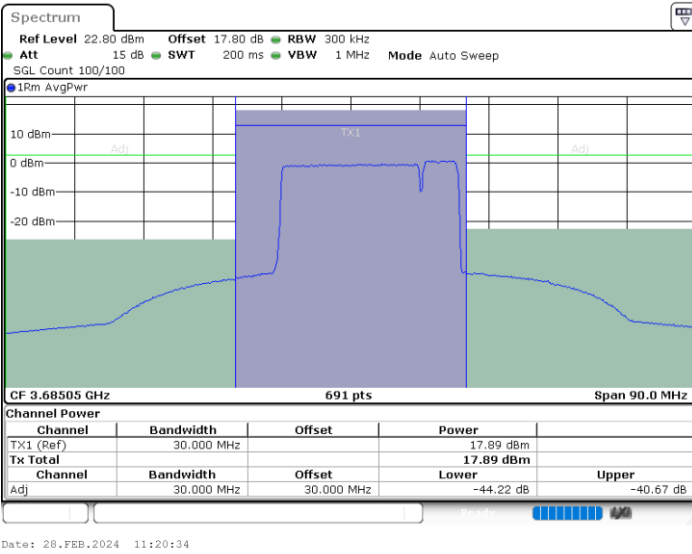 Spectrum
Ref Level 22.80 dBm Offset 17.80 dB RBW 300 kHz
Att 15 dB SWT 200 ms VBW 1 MHz Mode Auto Sweep
SGL Count 100/100
1Rm AvgPwr
10 dBm
TX1
Adj Adj
0 dBm
-10 dBm
-20 dBm
CF 3.68505 GHz 691 pts Span 90.0 MHz
Channel Power
Channel Bandwidth Offset Power
TX1 (Ref) 30.000 MHz 17.89 dBm
Tx Total 17.89 dBm
Channel Bandwidth Offset Lower Upper
Adj 30.000 MHz 30.000 MHz -44.22 dB -40.67 dB
Ready
Date: 28.FEB.2024 11:20:34